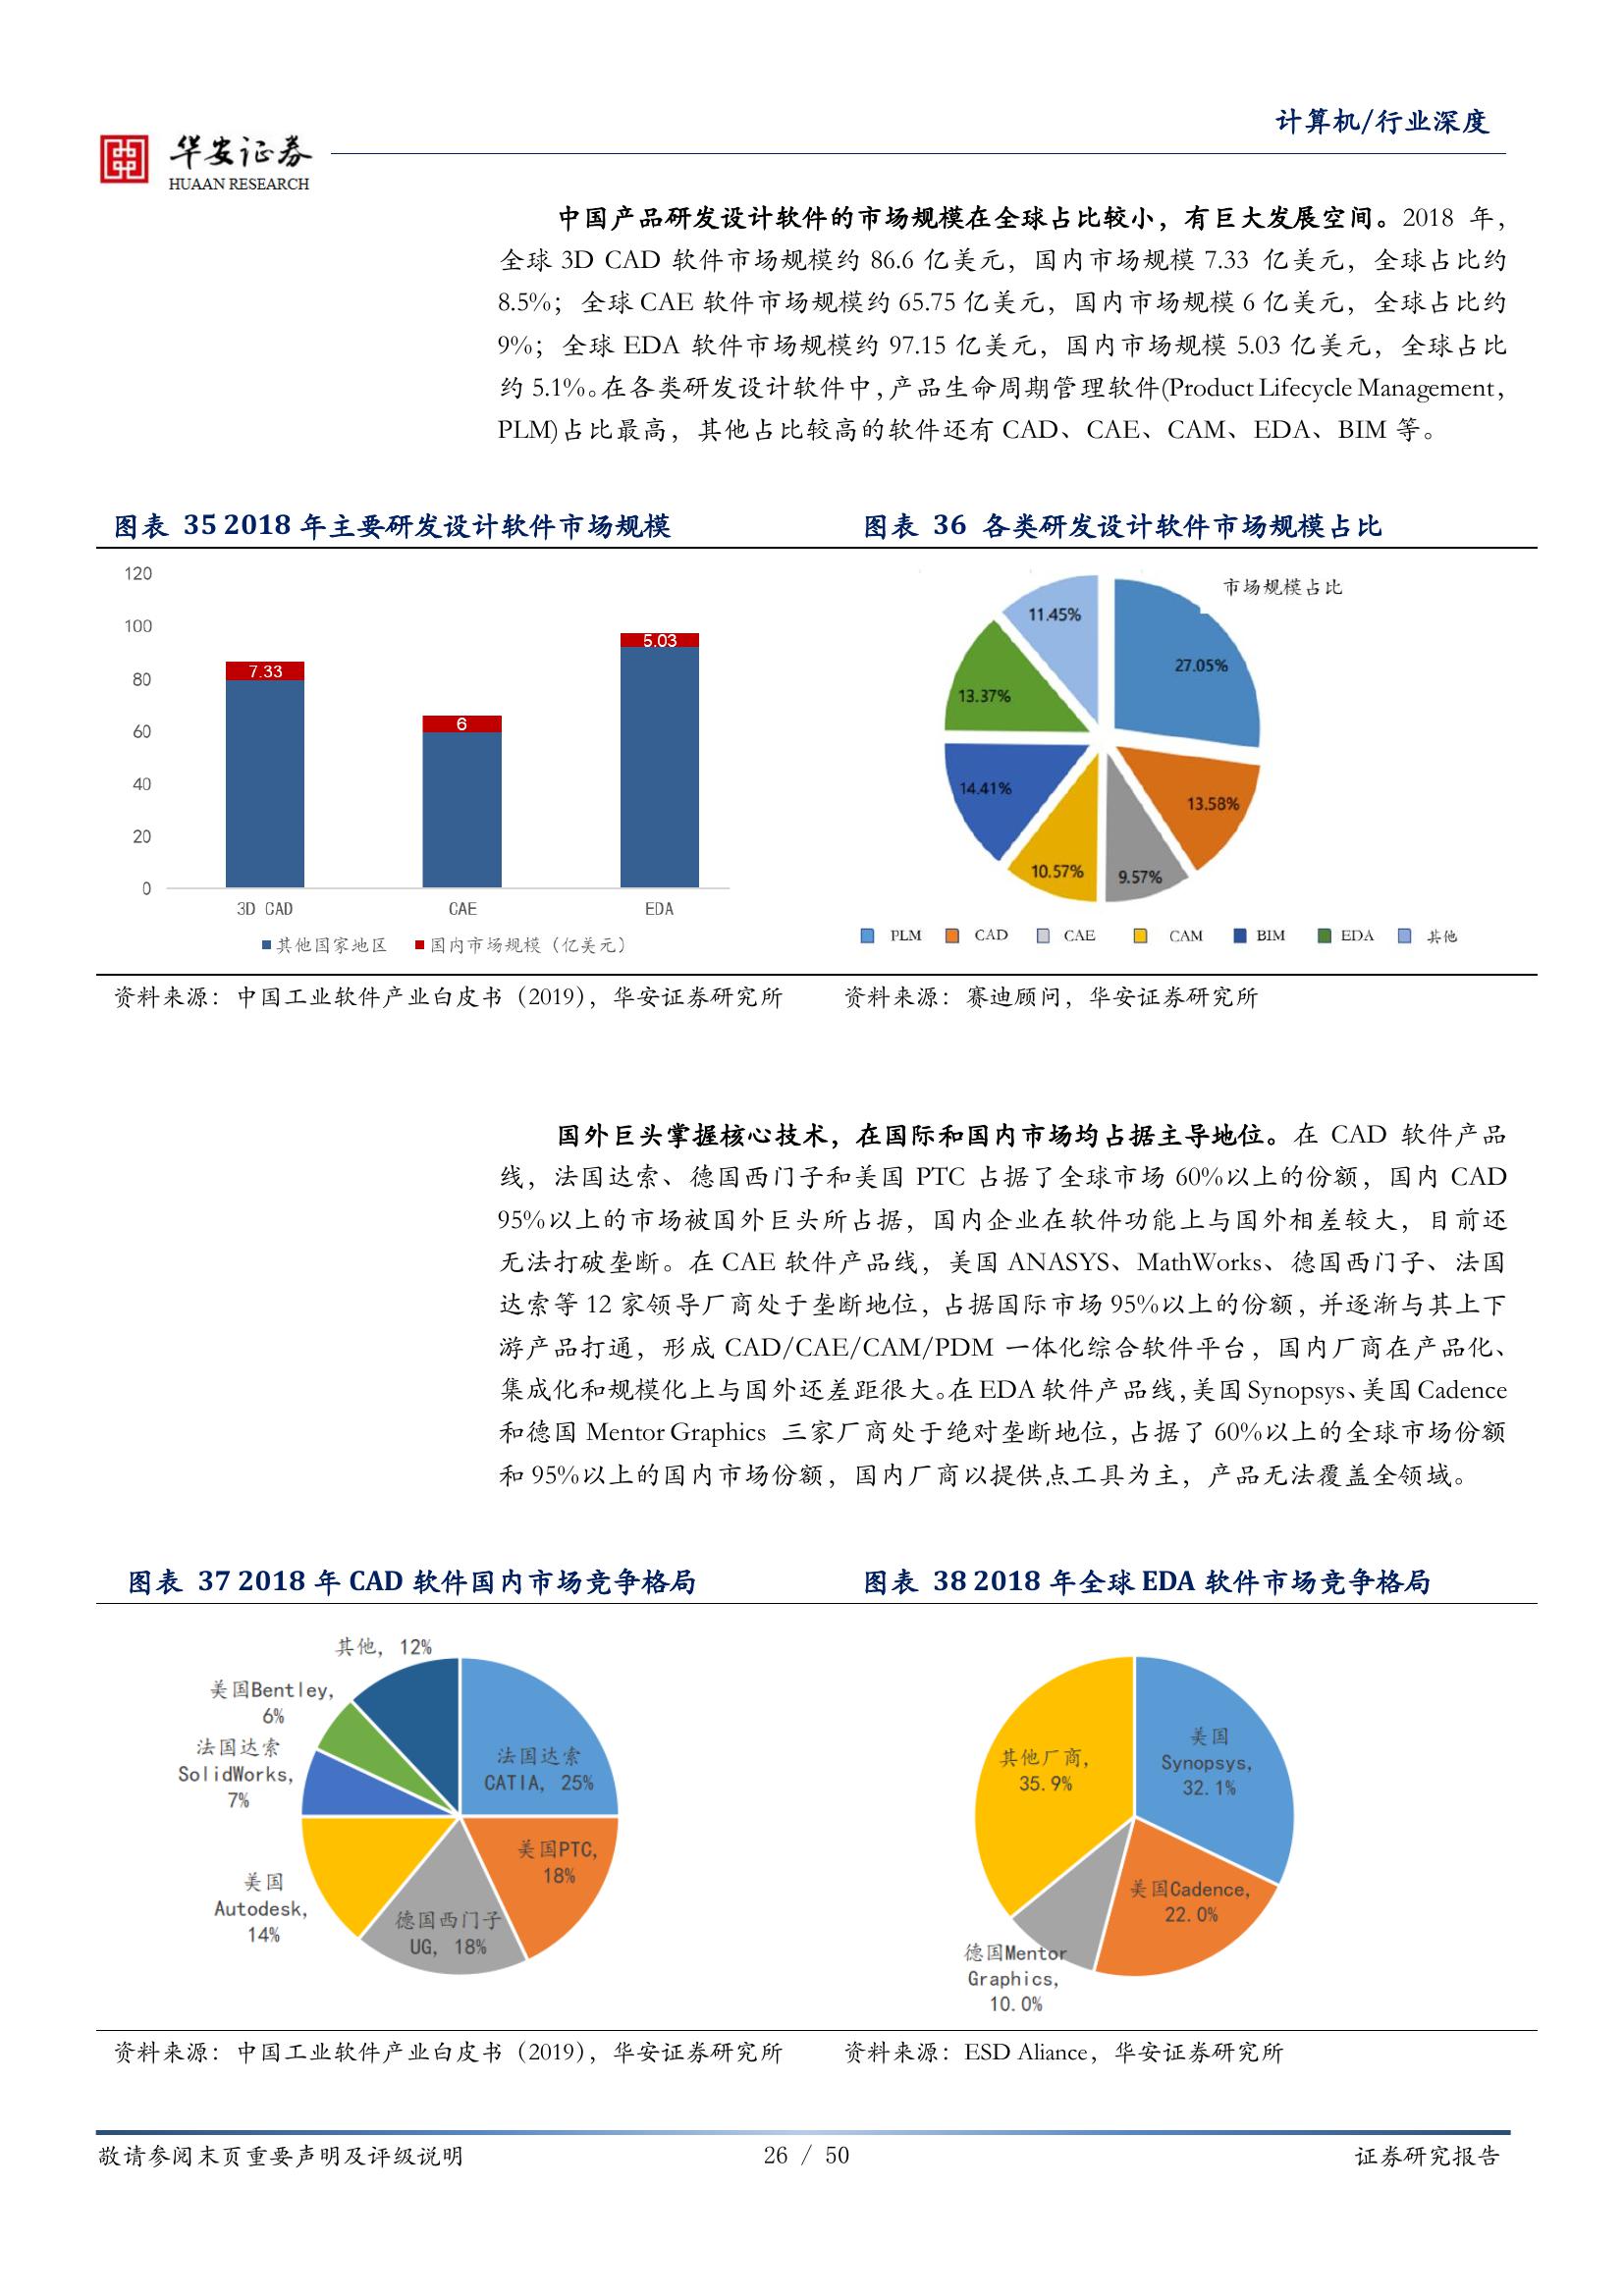 计算机/行业深度
华安证券
HUAAN RESEARCH
中国产品研发设计软件的市场规模在全球占比较小，有巨大发展空间。2018 年，
全球 3D CAD 软件市场规模约 86.6 亿美元，国内市场规模 7.33 亿美元，全球占比约
8.5%；全球 CAE 软件市场规模约 65.75 亿美元，国内市场规模 6 亿美元，全球占比约
9%；全球 EDA 软件市场规模约 97.15 亿美元，国内市场规模 5.03 亿美元，全球占比
约 5.1%。在各类研发设计软件中，产品生命周期管理软件(Product Lifecycle Management，
PLM)占比最高，其他占比较高的软件还有 CAD、CAE、CAM、EDA、BIM 等。
图表 35 2018 年主要研发设计软件市场规模
120
100
80
60
40
20
0
7.33
6
5.03
3D CAD
CAE
EDA
其他国家地区
国内市场规模（亿美元）
资料来源：中国工业软件产业白皮书（2019），华安证券研究所
图表 36 各类研发设计软件市场规模占比
市场规模占比
11.45%
27.05%
13.37%
14.41%
13.58%
10.57%
9.57%
PLM
CAD
CAE
CAM
BIM
EDA
其他
资料来源：赛迪顾问，华安证券研究所
国外巨头掌握核心技术，在国际和国内市场均占据主导地位。在 CAD 软件产品
线，法国达索、德国西门子和美国 PTC 占据了全球市场 60%以上的份额，国内 CAD
95%以上的市场被国外巨头所占据，国内企业在软件功能上与国外相差较大，目前还
无法打破垄断。在 CAE 软件产品线，美国 ANASYS、MathWorks、德国西门子、法国
达索等 12 家领导厂商处于垄断地位，占据国际市场 95%以上的份额，并逐渐与其上下
游产品打通，形成 CAD/CAE/CAM/PDM 一体化综合软件平台，国内厂商在产品化、
集成化和规模化上与国外还差距很大。在 EDA 软件产品线，美国 Synopsys、美国 Cadence
和德国 Mentor Graphics 三家厂商处于绝对垄断地位，占据了 60%以上的全球市场份额
和 95%以上的国内市场份额，国内厂商以提供点工具为主，产品无法覆盖全领域。
图表 37 2018 年 CAD 软件国内市场竞争格局
其他，12%
美国Bentley,
6%
法国达索
SolidWorks,
7%
法国达索
CATIA, 25%
美国PTC,
18%
美国
Autodesk,
14%
德国西门子
UG, 18%
资料来源：中国工业软件产业白皮书（2019），华安证券研究所
图表 38 2018 年全球 EDA 软件市场竞争格局
美国
Synopsys,
32.1%
其他厂商,
35.9%
美国Cadence,
22.0%
德国Mentor
Graphics,
10.0%
资料来源：ESD Aliance，华安证券研究所
敬请参阅末页重要声明及评级说明
26 / 50
证券研究报告